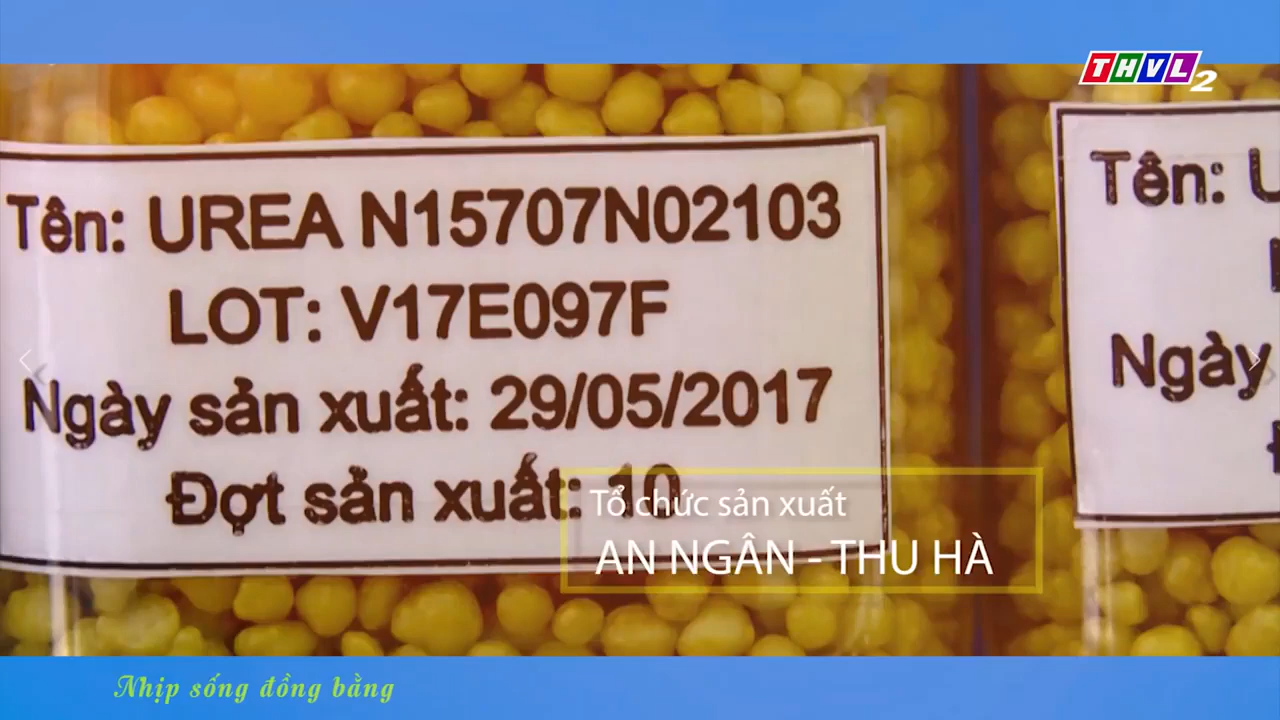 THVL2
Tên: UREA N15707N02103
LOT: V17E097F
Ngày sản xuất: 29/05/2017
Đợt sản xuất: 10
Tên:
Ngày
Tổ chức sản xuất
AN NGÂN - THU HÀ
Nhịp sống đồng bằng